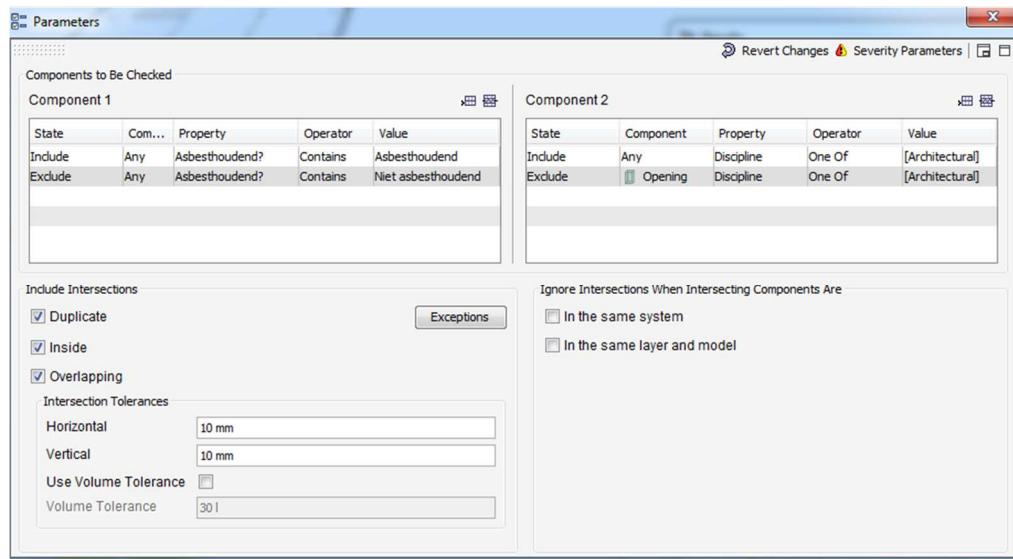 Parameters
Revert Changes Severity Parameters
Components to Be Checked
Component 1
State Com... Property Operator Value
Include Any Asbesthoudend? Contains Asbesthoudend
Exclude Any Asbesthoudend? Contains Niet asbesthoudend
Component 2
State Component Property Operator Value
Include Any Discipline One Of [Architectural]
Exclude Opening Discipline One Of [Architectural]
Include Intersections
Duplicate Exceptions
Inside
Overlapping
Intersection Tolerances
Horizontal 10 mm
Vertical 10 mm
Use Volume Tolerance
Volume Tolerance 30 l
Ignore Intersections When Intersecting Components Are
In the same system
In the same layer and model